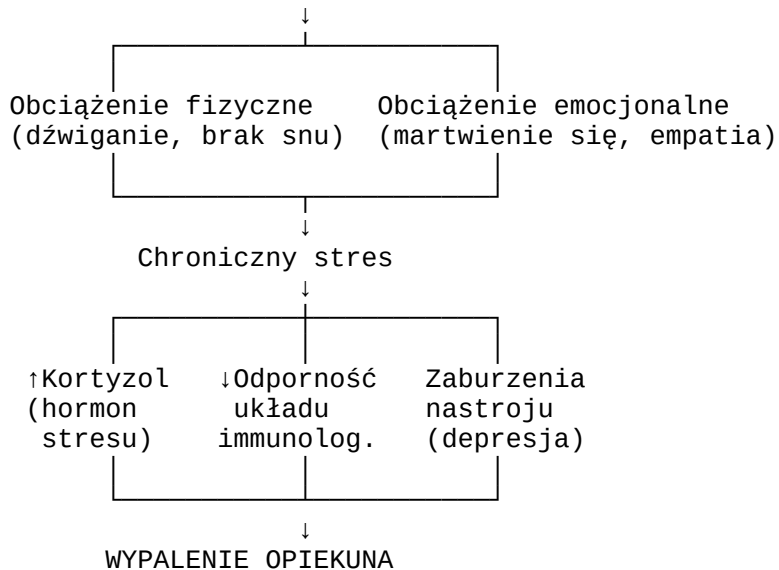 ↓
Obciążenie fizyczne Obciążenie emocjonalne
(dźwiganie, brak snu) (martwienie się, empatia)
↓
Chroniczny stres
↓
↑Kortyzol ↓Odporność Zaburzenia
(hormon układu nastroju
stresu) immunolog. (depresja)
↓
WYPALENIE OPIEKUNA